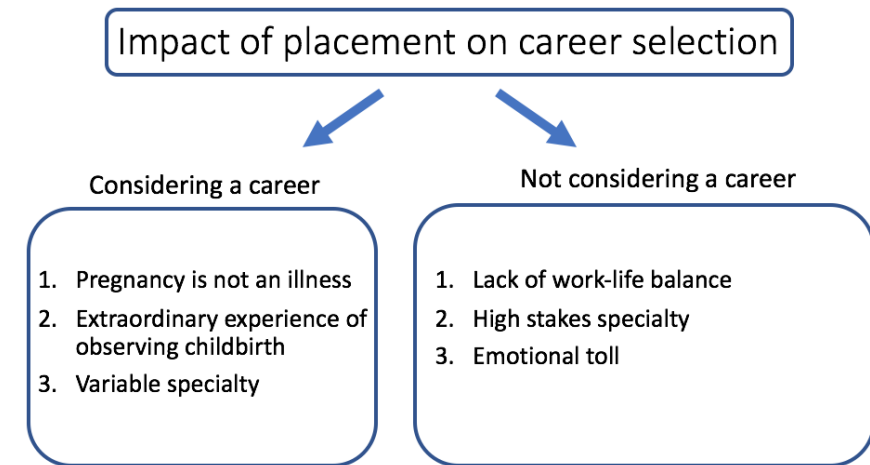 Impact of placement on career selection
Considering a career
1. Pregnancy is not an illness
2. Extraordinary experience of
observing childbirth
3. Variable specialty
Not considering a career
1. Lack of work-life balance
2. High stakes specialty
3. Emotional toll